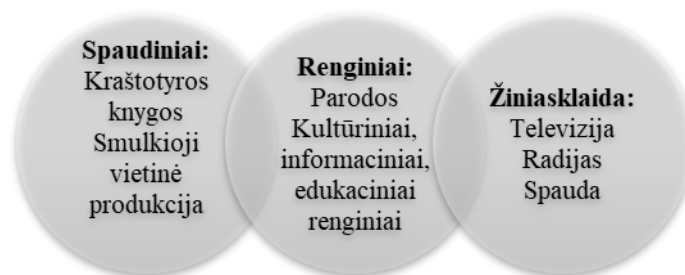 Spaudiniai:
Kraštotyros
knygos
Smulkioji
vietinė
produkcija
Renginiai:
Parodos
Kultūriniai,
informaciniai,
edukaciniai
renginiai
Žiniasklaida:
Televizija
Radijas
Spauda